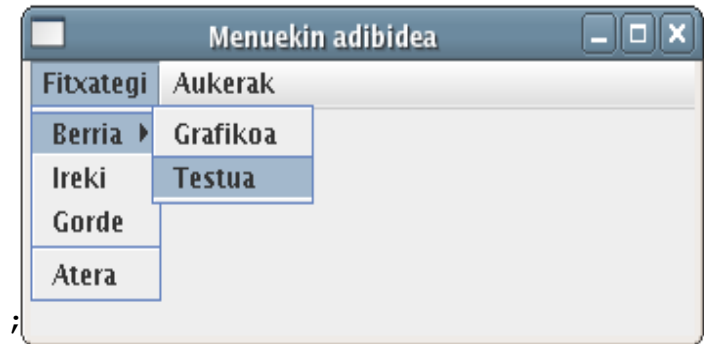 Menuekin adibidea
Fitxategi Aukerak
Berria Grafikoa
Ireki Testua
Gorde
Atera
;